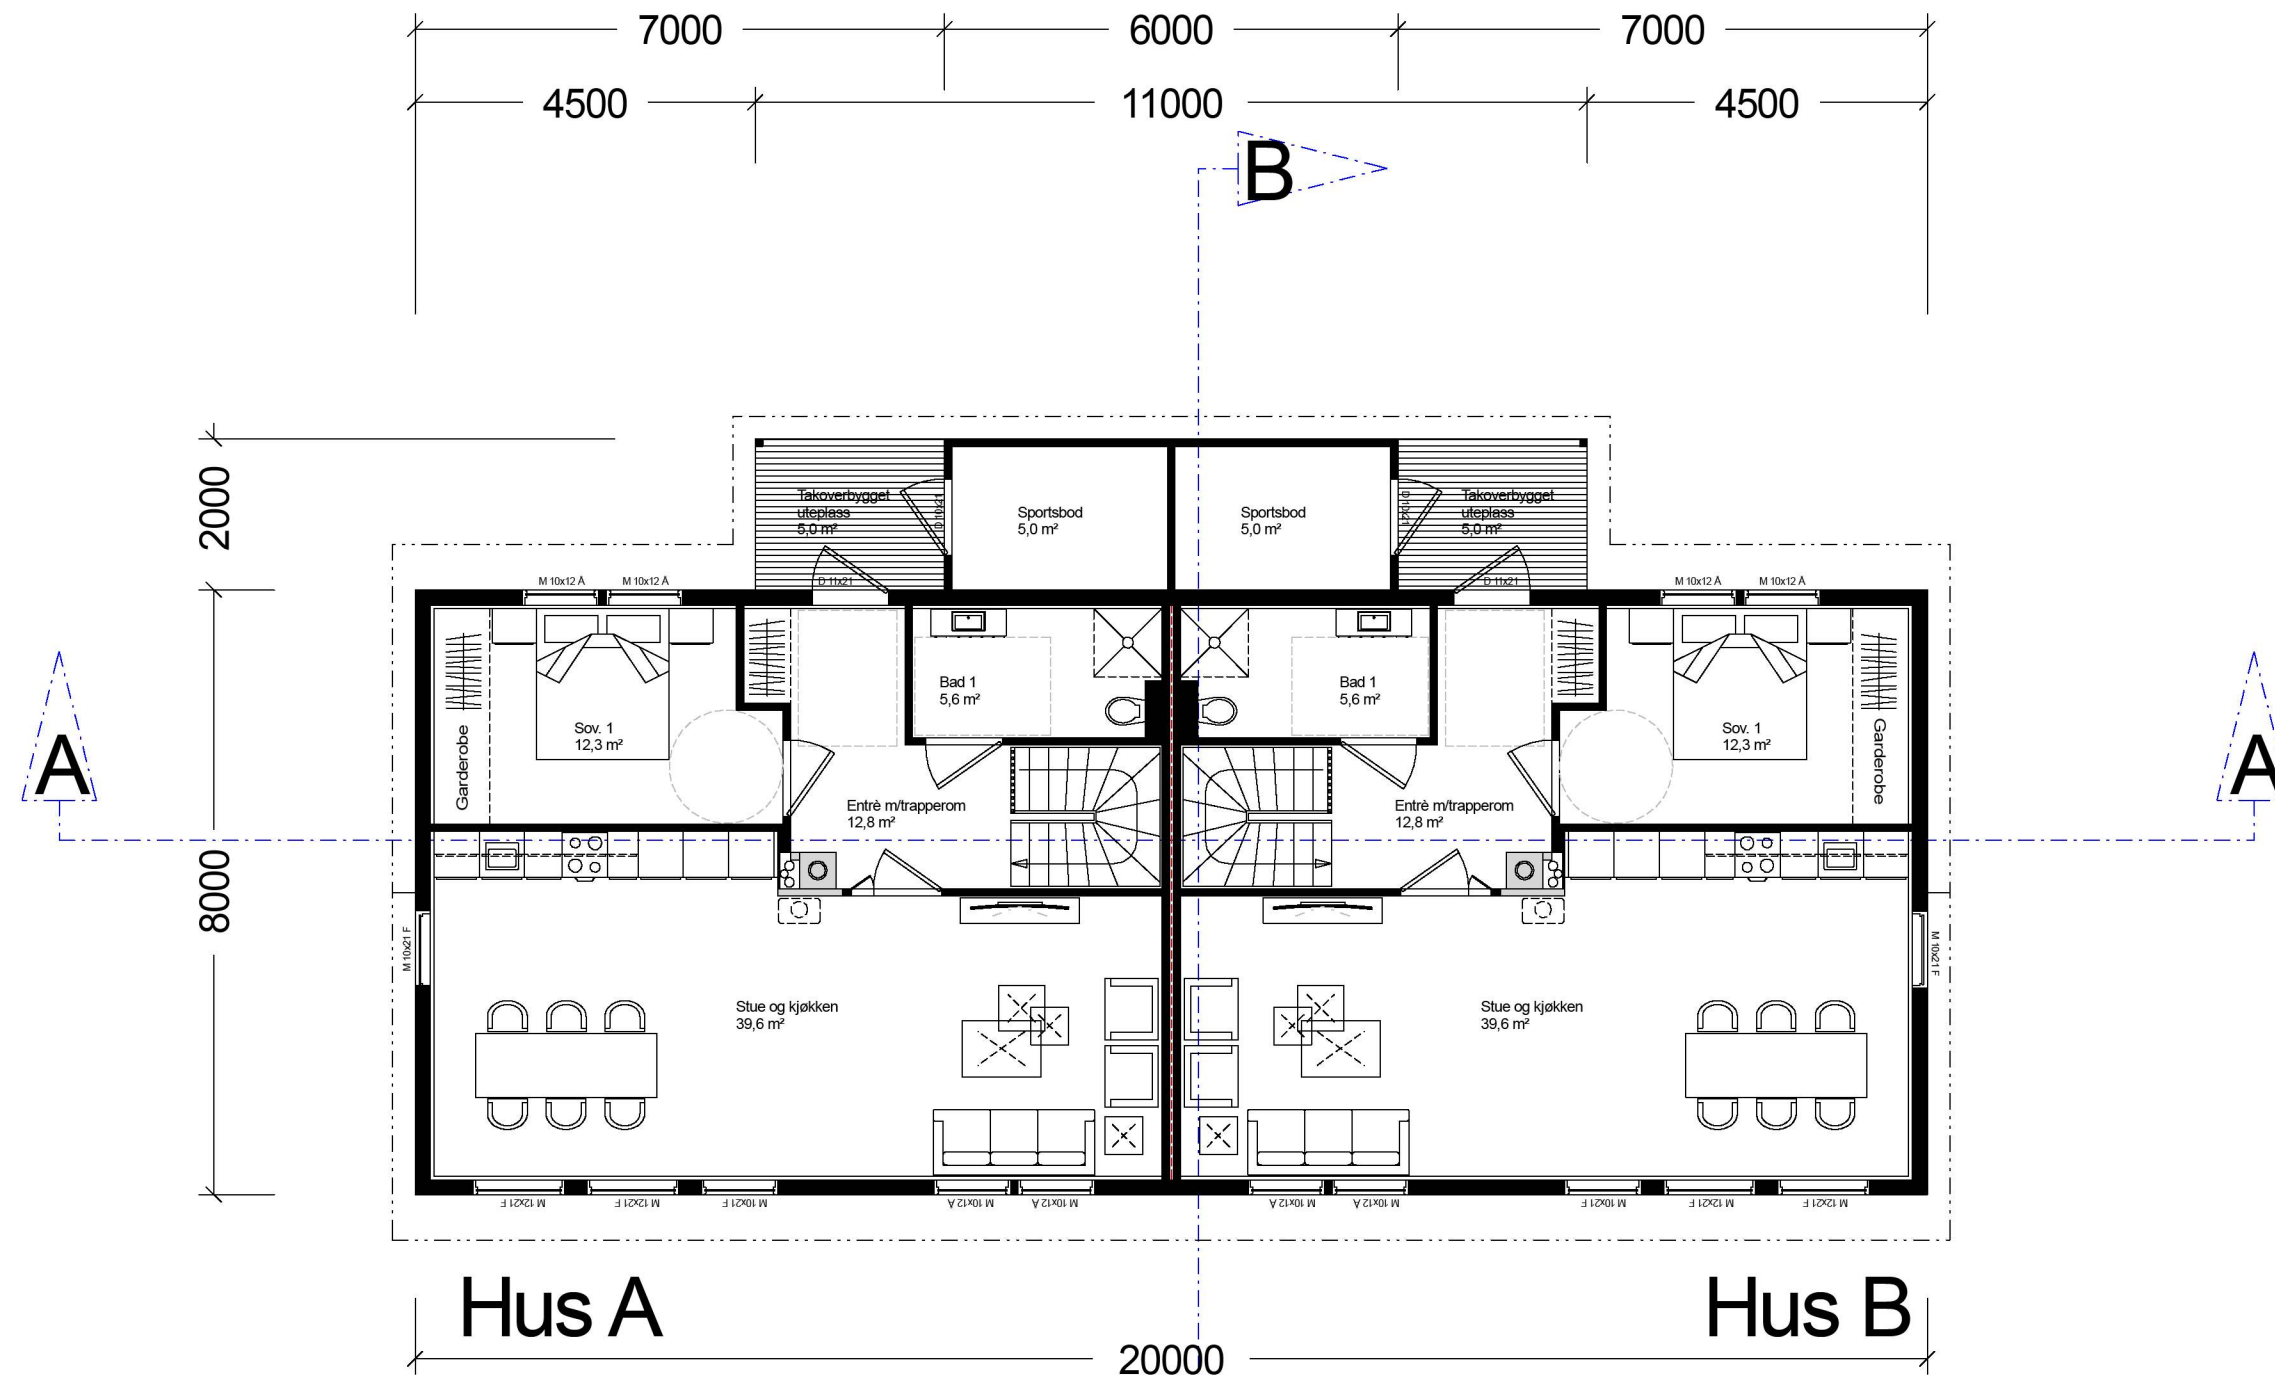 7000 6000 7000
4500 11000 4500
B
2000
Takoverbygget
uteplass
5,0 m²
D 10x21
Sportsbod
5,0 m²
Sportsbod
5,0 m²
D 10x21
Takoverbygget
uteplass
5,0 m²
M 10x12 Å M 10x12 Å D 11x21 D 11x21 M 10x12 Å M 10x12 Å
Bad 1
5,6 m²
Bad 1
5,6 m²
Sov. 1
12,3 m²
Garderobe
Sov. 1
12,3 m²
Garderobe
A
A
Entrè m/trapperom
12,8 m²
Entrè m/trapperom
12,8 m²
8000
M 10x21 F
M 10x21 F
Stue og kjøkken
39,6 m²
Stue og kjøkken
39,6 m²
M 12x21 F M 12x21 F M 10x21 F M 10x12 Å M 10x12 Å M 10x12 Å M 10x12 Å M 10x21 F M 12x21 F M 12x21 F
Hus A
Hus B
20000